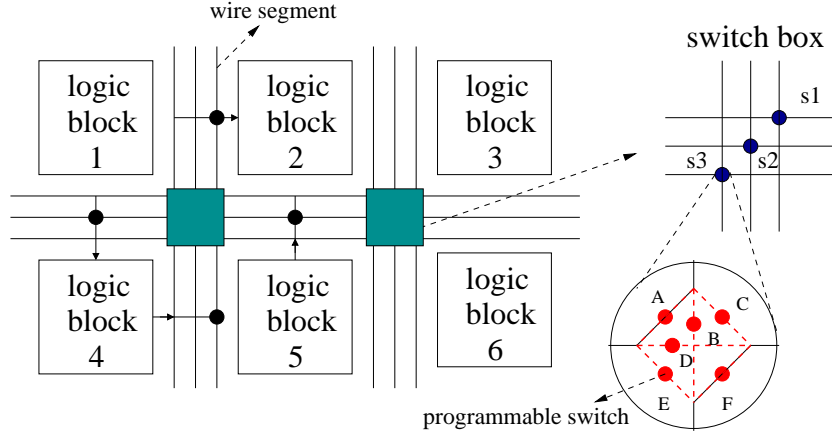 wire segment
switch box
logic
block
1
logic
block
2
logic
block
3
s1
s2
s3
logic
block
4
logic
block
5
logic
block
6
A
C
B
D
E
F
programmable switch